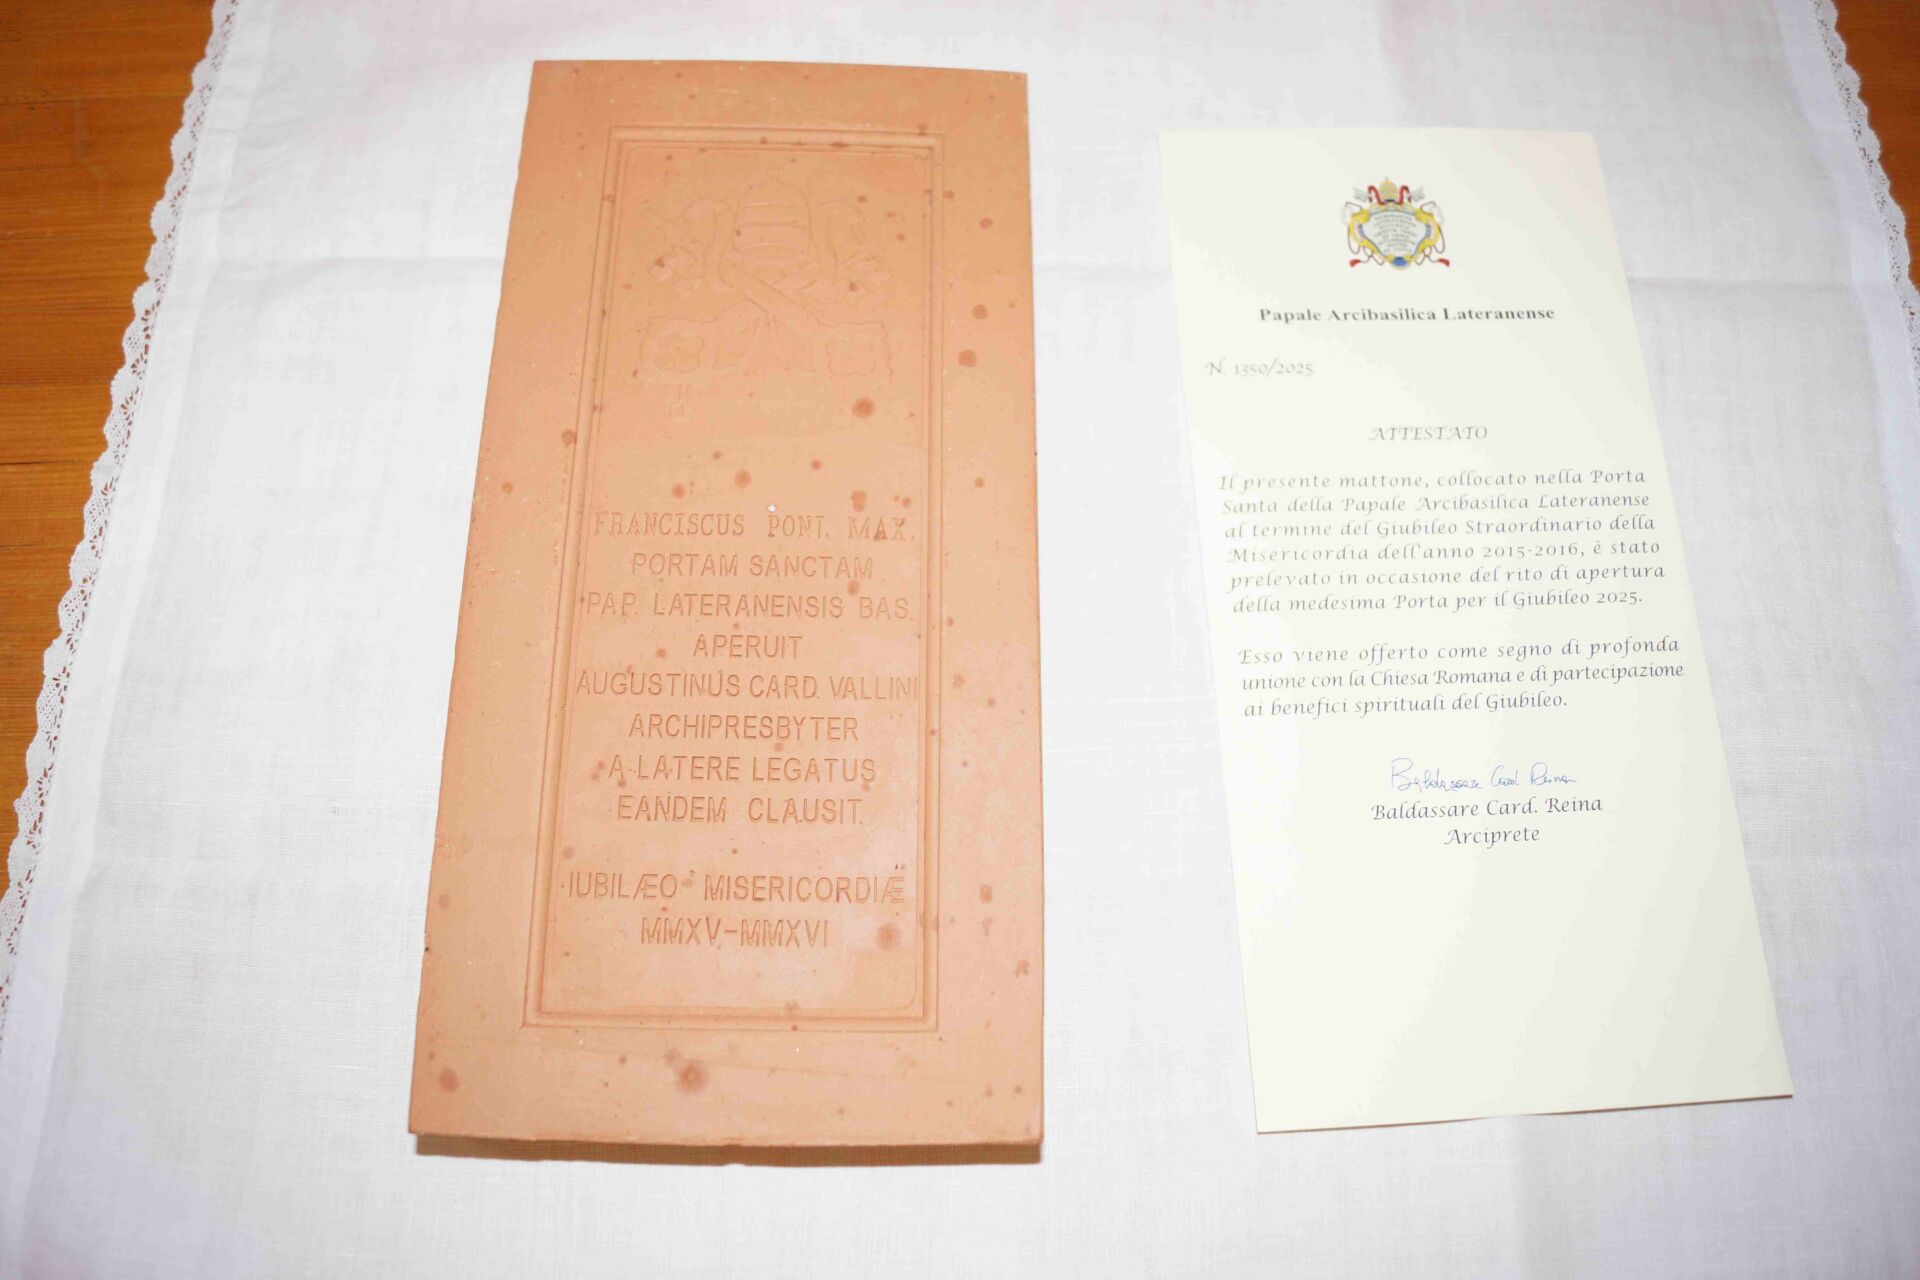 FRANCISCUS PONT. MAX.
PORTAM SANCTAM
PAP. LATERANENSIS BAS.
APERUIT
AUGUSTINUS CARD. VALLINI
ARCHIPRESBYTER
A LATERE LEGATUS
EANDEM CLAUSIT.
IUBILÆO MISERICORDIÆ
MMXV-MMXVI
Papale Arcibasilica Lateranense
N. 1350/2025
ATTESTATO
Il presente mattone, collocato nella Porta
Santa della Papale Arcibasilica Lateranense
al termine del Giubileo Straordinario della
Misericordia dell'anno 2015-2016, è stato
prelevato in occasione del rito di apertura
della medesima Porta per il Giubileo 2025.
Esso viene offerto come segno di profonda
unione con la Chiesa Romana e di partecipazione
ai benefici spirituali del Giubileo.
Baldassare Card. Reina
Baldassare Card. Reina
Arciprete